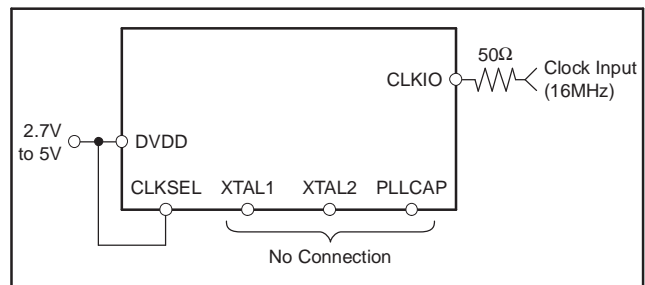 50Ω
CLKIO
Clock Input
(16MHz)
2.7V
to 5V
DVDD
CLKSEL XTAL1 XTAL2 PLLCAP
No Connection